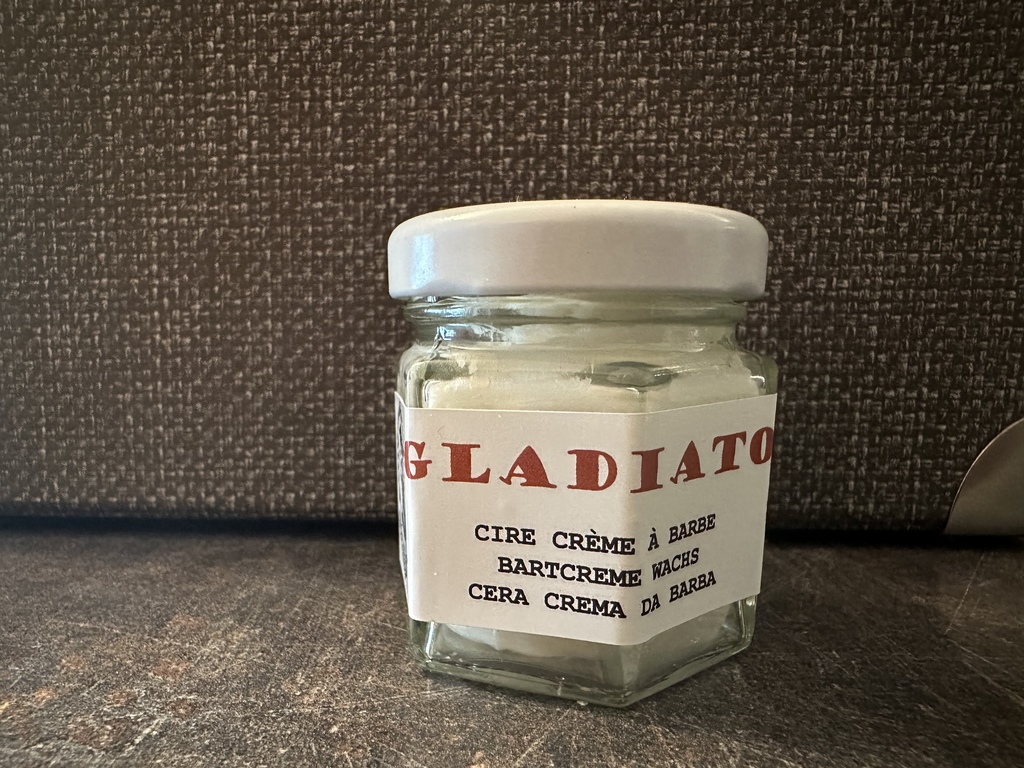 GLADIATO
CIRE CRÈME À BARBE
BARTCREME WACHS
CERA CREMA DA BARBA